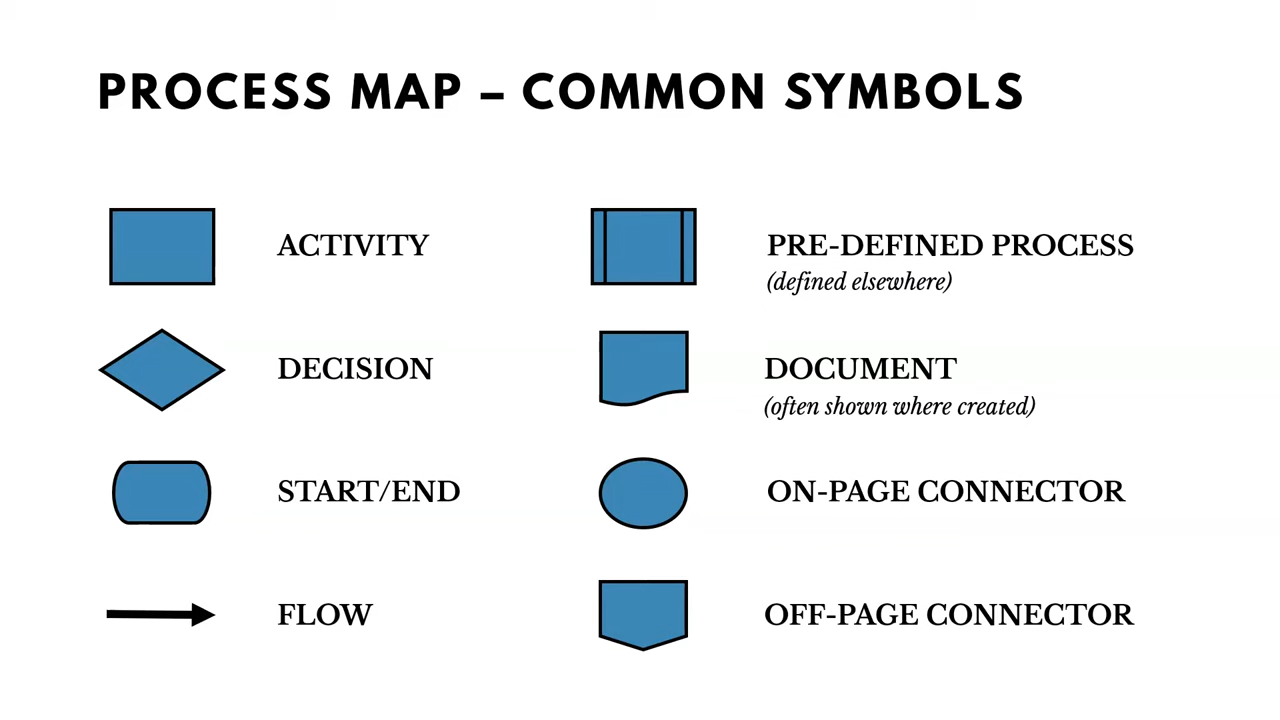 PROCESS MAP – COMMON SYMBOLS
ACTIVITY
PRE-DEFINED PROCESS
(defined elsewhere)
DECISION
DOCUMENT
(often shown where created)
START/END
ON-PAGE CONNECTOR
FLOW
OFF-PAGE CONNECTOR